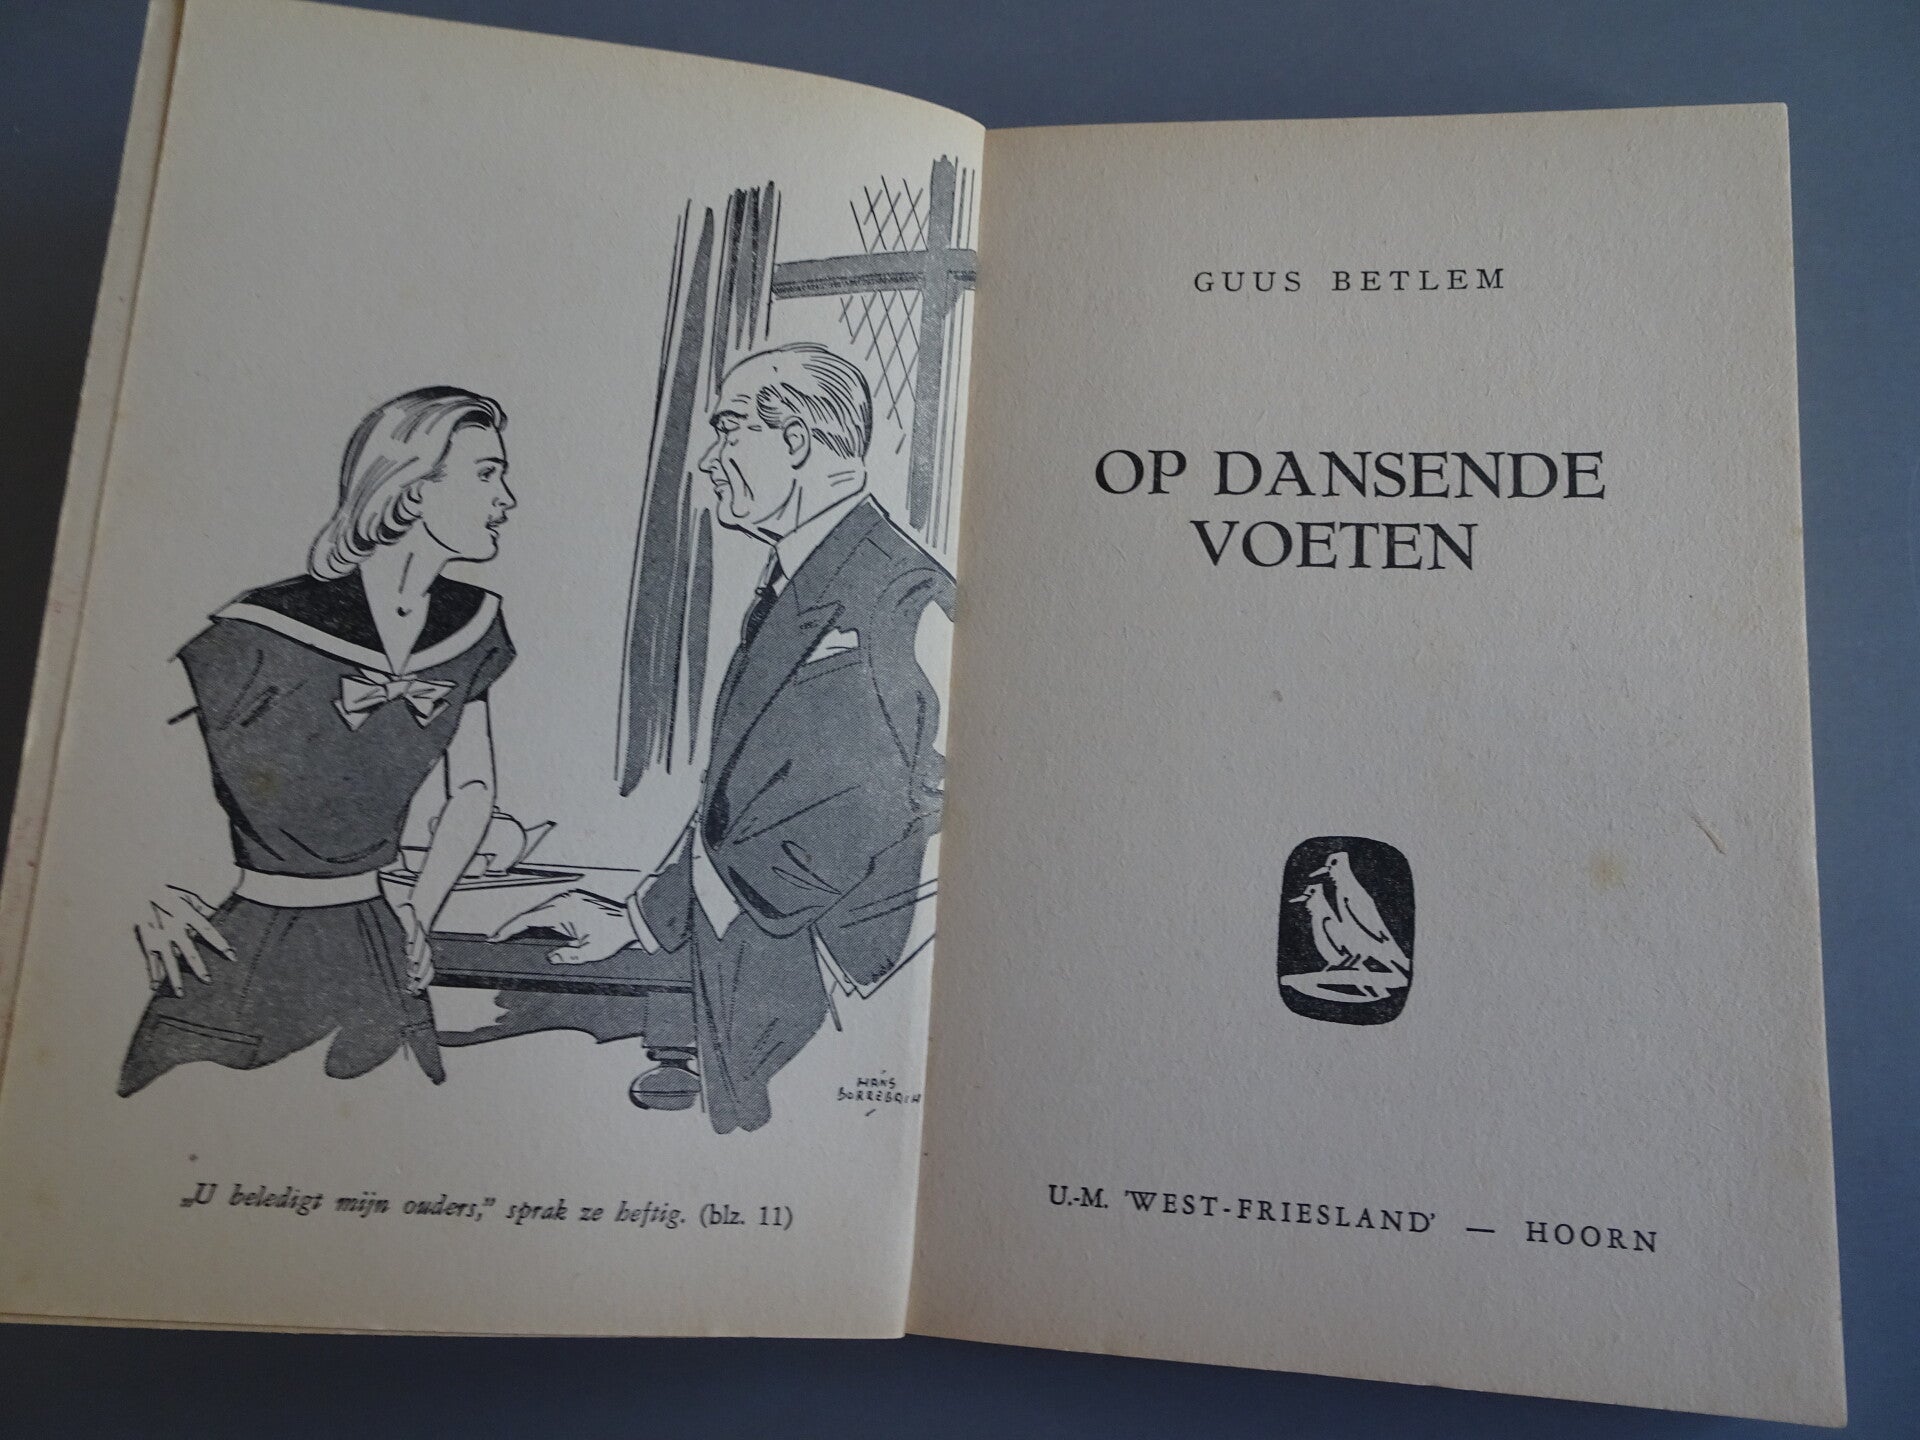 HANS
BORREBACH
„U beledigt mijn ouders,” sprak ze heftig. (blz. 11)
GUUS BETLEM
OP DANSENDE
VOETEN
U.-M. 'WEST-FRIESLAND' — HOORN